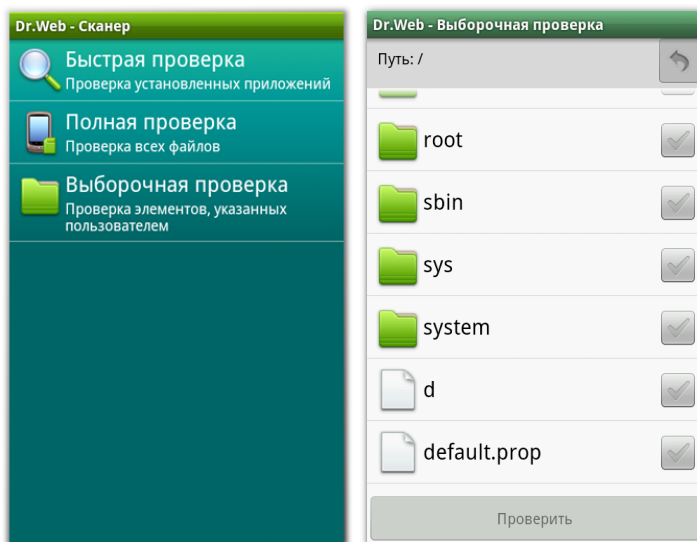 Dr.Web - Сканер
Быстрая проверка
Проверка установленных приложений
Полная проверка
Проверка всех файлов
Выборочная проверка
Проверка элементов, указанных
пользователем
Dr.Web - Выборочная проверка
Путь: /
root
sbin
sys
system
d
default.prop
Проверить